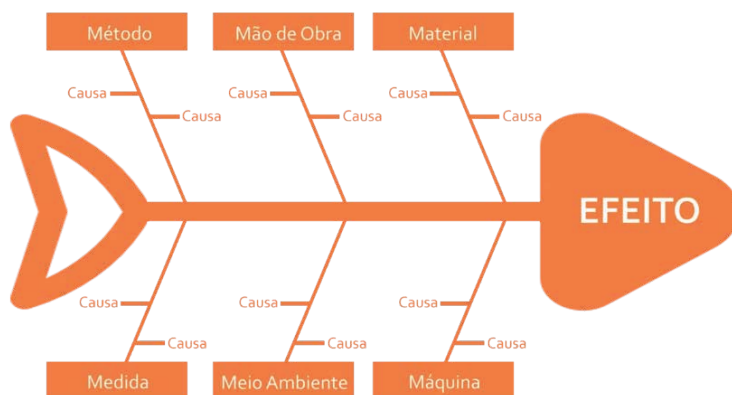 Método
Mão de Obra
Material
Causa
Causa
Causa
Causa
Causa
Causa
EFEITO
Causa
Causa
Causa
Causa
Causa
Causa
Medida
Meio Ambiente
Máquina